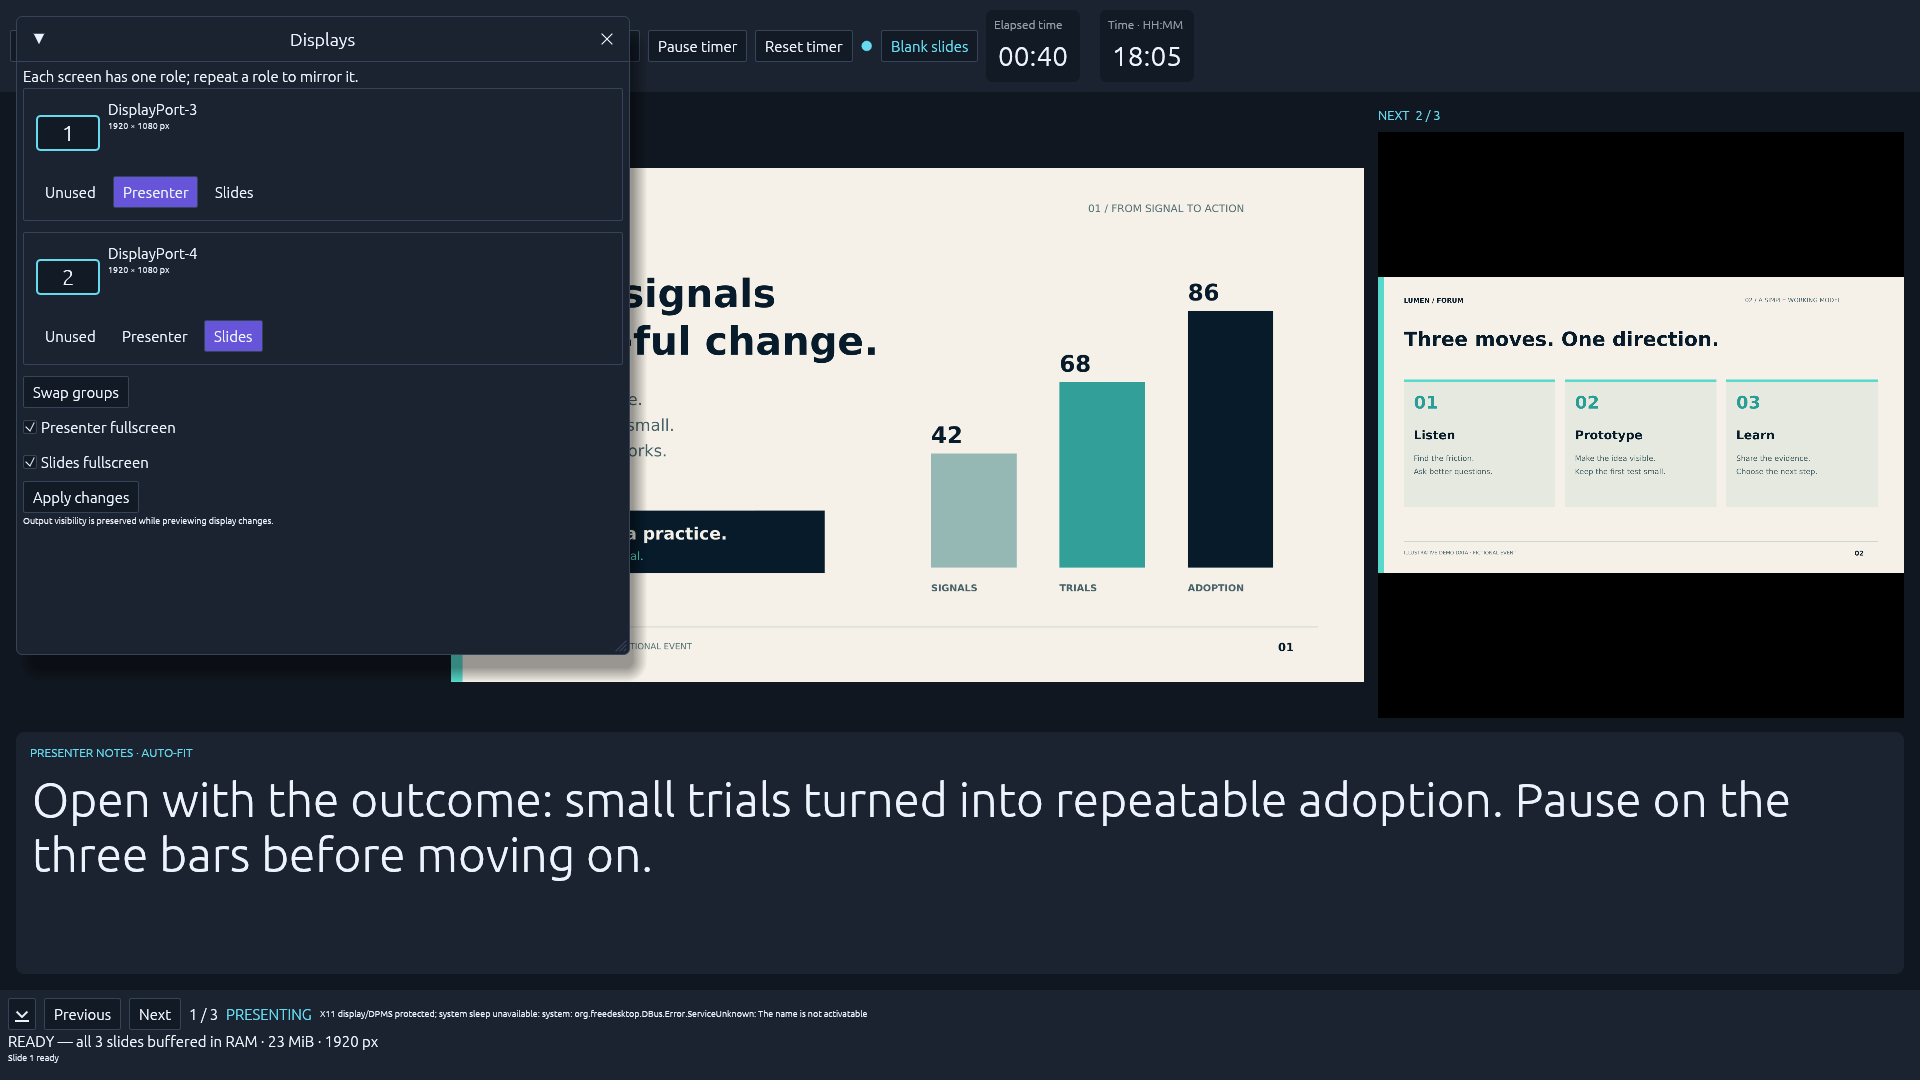 Displays
Each screen has one role; repeat a role to mirror it.
1
DisplayPort-3
1920 × 1080 px
Unused Presenter Slides
2
DisplayPort-4
1920 × 1080 px
Unused Presenter Slides
Swap groups
Presenter fullscreen
Slides fullscreen
Apply changes
Output visibility is preserved while previewing display changes.
Pause timer Reset timer Blank slides
Elapsed time
00:40
Time · HH:MM
18:05
01 / FROM SIGNAL TO ACTION
signals
ful change.
e.
small.
orks.
a practice.
al.
42
68
86
SIGNALS TRIALS ADOPTION
TIONAL EVENT
01
NEXT 2 / 3
LUMEN / FORUM
02 / A SIMPLE WORKING MODEL
Three moves. One direction.
01
Listen
Find the friction.
Ask better questions.
02
Prototype
Make the idea visible.
Keep the first test small.
03
Learn
Share the evidence.
Choose the next step.
ILLUSTRATIVE DEMO DATA · FICTIONAL EVENT
02
PRESENTER NOTES · AUTO-FIT
Open with the outcome: small trials turned into repeatable adoption. Pause on the
three bars before moving on.
Previous Next 1 / 3 PRESENTING X11 display/DPMS protected; system sleep unavailable: system: org.freedesktop.DBus.Error.ServiceUnknown: The name is not activatable
READY — all 3 slides buffered in RAM · 23 MiB · 1920 px
Slide 1 ready